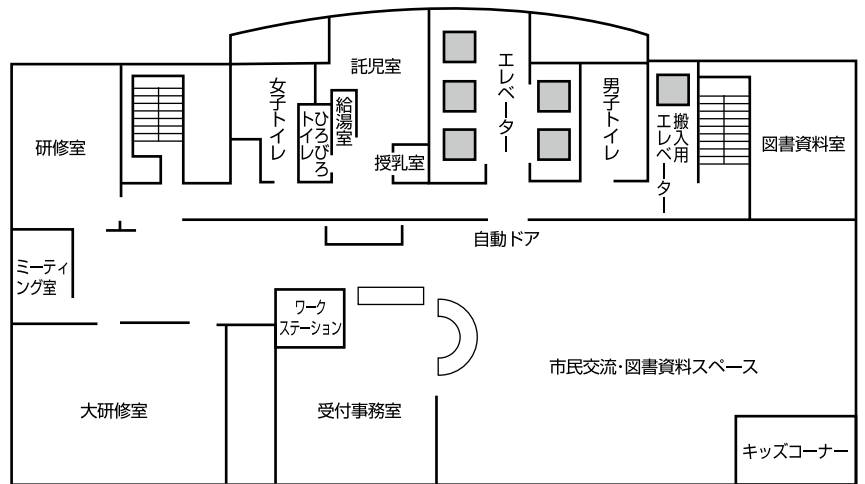 託児室
エレベーター
女子トイレ
男子トイレ
ひろびろ
トイレ
給湯室
搬入用
エレベーター
研修室
授乳室
図書資料室
自動ドア
ミーティ
ング室
ワーク
ステーション
市民交流・図書資料スペース
大研修室
受付事務室
キッズコーナー